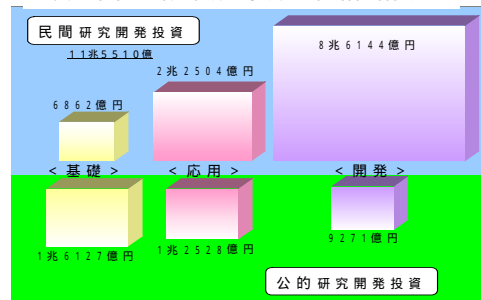 民間研究開発投資
11兆5510億
8兆6144億円
2兆2504億円
6862億円
<基礎>
<応用>
<開発>
1兆6127億円
1兆2528億円
9271億円
公的研究開発投資